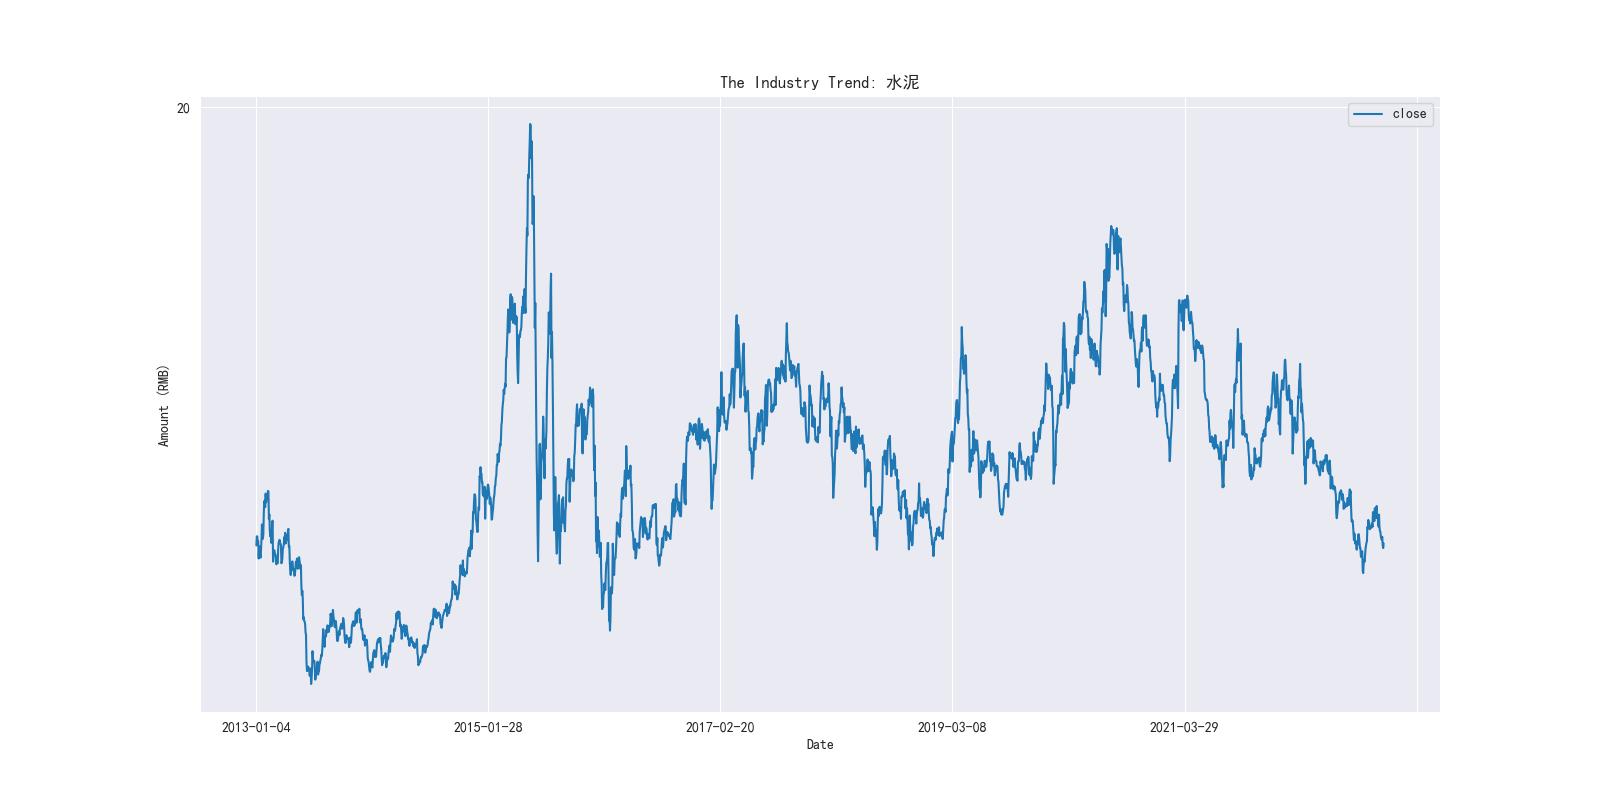 The Industry Trend: 水泥
20
close
Amount (RMB)
2013-01-04
2015-01-28
2017-02-20
2019-03-08
2021-03-29
Date